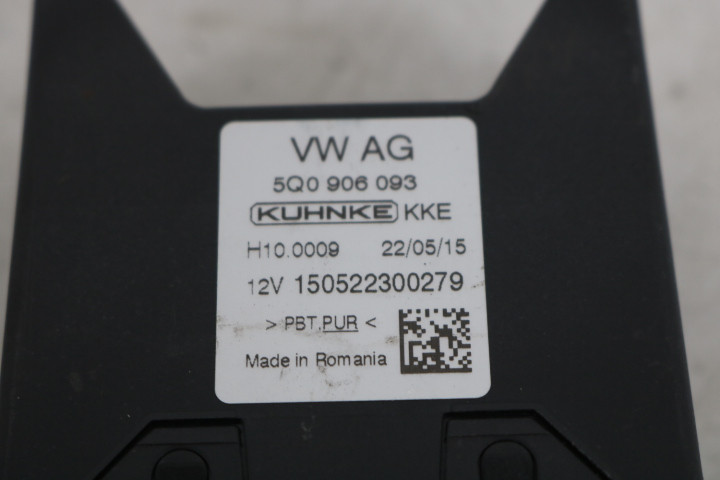 VW AG
5Q0 906 093
KUHNKE KKE
H10.0009 22/05/15
12V 150522300279
> PBT.PUR <
Made in Romania